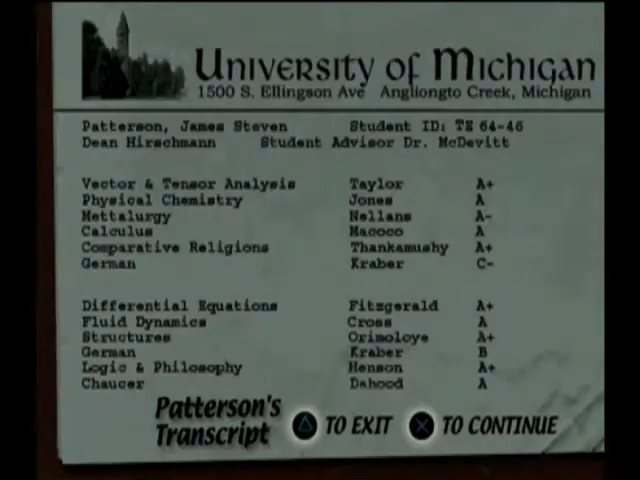 University of Michigan
1500 S. Ellingson Ave Angliongto Creek, Michigan
Patterson, James Steven Student ID: TE 64-46
Dean Hirschmann Student Advisor Dr. McDevitt
Vector & Tensor Analysis Taylor A+
Physical Chemistry Jones A
Mettalurgy Nellans A-
Calculus Macoco A
Comparative Religions Thankamushy A+
German Kraber C-
Differential Equations Fitzgerald A+
Fluid Dynamics Cross A
Structures Orimoloye A+
German Kraber B
Logic & Philosophy Henson A+
Chaucer Dahood A
Patterson's
Transcript
TO EXIT TO CONTINUE